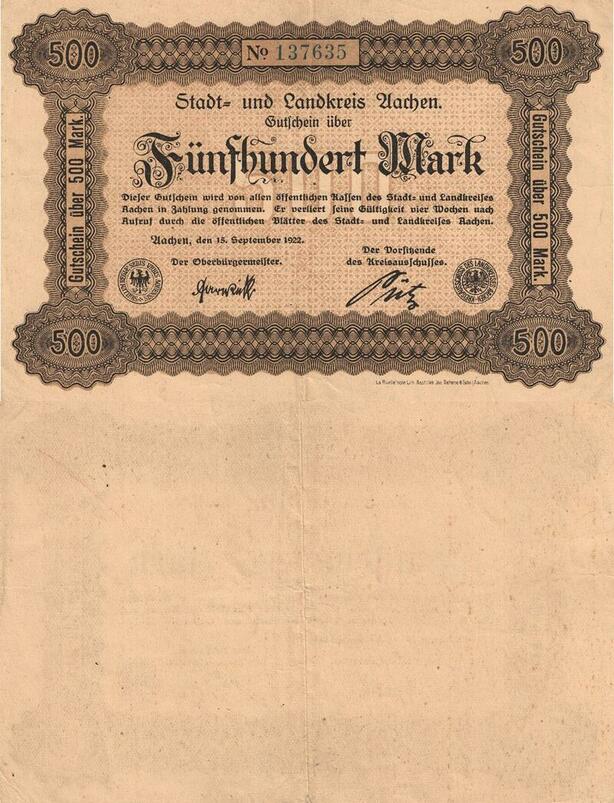 500
No 137635
500
Stadt= und Landkreis Aachen.
Gutschein über
Fünfhundert Mark
Dieser Gutschein wird von allen öffentlichen Kassen des Stadt= und Landkreises
Aachen in Zahlung genommen. Er verliert seine Gültigkeit vier Wochen nach
Aufruf durch die öffentlichen Blätter des Stadt= und Landkreises Aachen.
Aachen, den 15. September 1922.
Der Oberbürgermeister.
Der Vorsitzende
des Kreisausschusses.
Pütz
Gutschein über 500 Mark.
Gutschein über 500 Mark.
500
500
Aachen